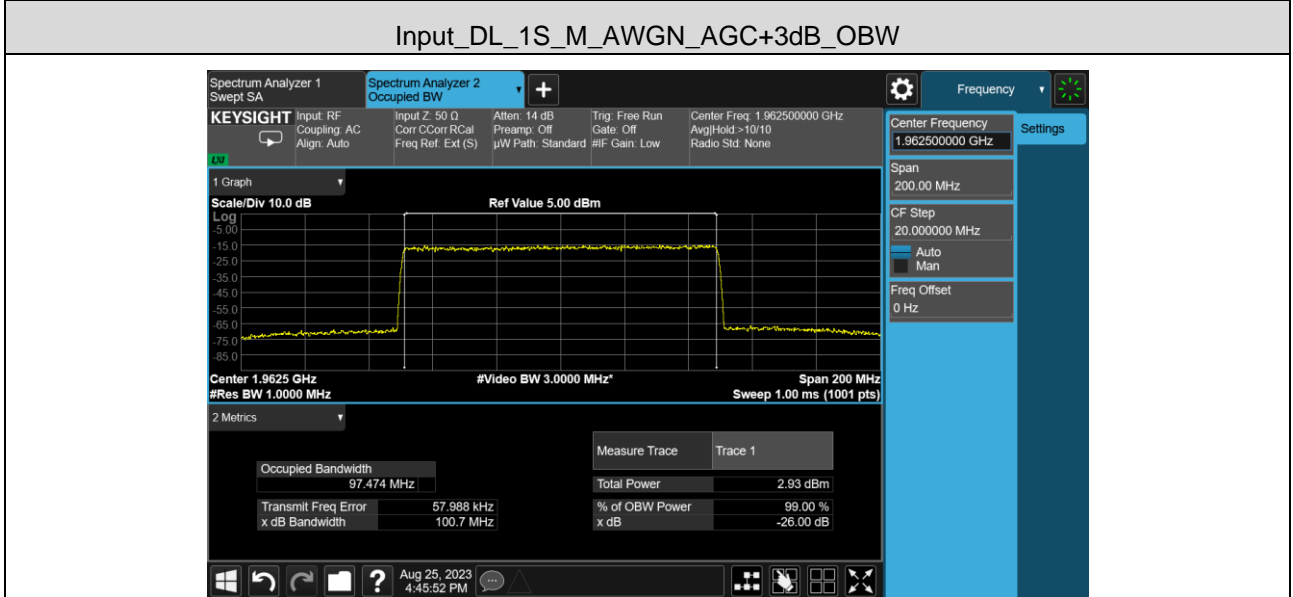 Input_DL_1S_M_AWGN_AGC+3dB_OBW
Spectrum Analyzer 1
Swept SA
Spectrum Analyzer 2
Occupied BW
Frequency
KEYSIGHT
LXI
Input: RF
Coupling: AC
Align: Auto
Input Z: 50 Ω
Corr CCorr RCal
Freq Ref: Ext (S)
Atten: 14 dB
Preamp: Off
µW Path: Standard
Trig: Free Run
Gate: Off
#IF Gain: Low
Center Freq: 1.962500000 GHz
Avg|Hold:>10/10
Radio Std: None
1 Graph
Scale/Div 10.0 dB
Ref Value 5.00 dBm
Log
-5.00
-15.0
-25.0
-35.0
-45.0
-55.0
-65.0
-75.0
-85.0
Center 1.9625 GHz
#Video BW 3.0000 MHz*
Span 200 MHz
#Res BW 1.0000 MHz
Sweep 1.00 ms (1001 pts)
2 Metrics
Occupied Bandwidth
97.474 MHz
Transmit Freq Error 57.988 kHz
x dB Bandwidth 100.7 MHz
Measure Trace Trace 1
Total Power 2.93 dBm
% of OBW Power 99.00 %
x dB -26.00 dB
Center Frequency
1.962500000 GHz
Settings
Span
200.00 MHz
CF Step
20.000000 MHz
Auto
Man
Freq Offset
0 Hz
?
Aug 25, 2023
4:45:52 PM